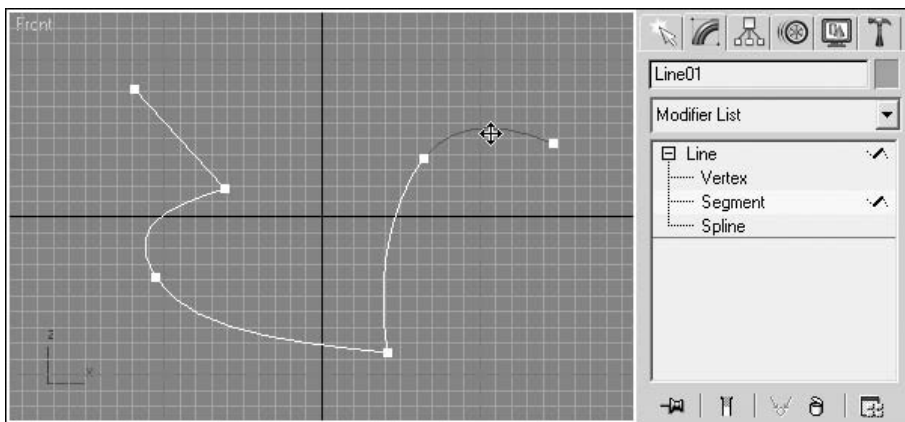 Front
z
x
Line01
Modifier List
Line
Vertex
Segment
Spline